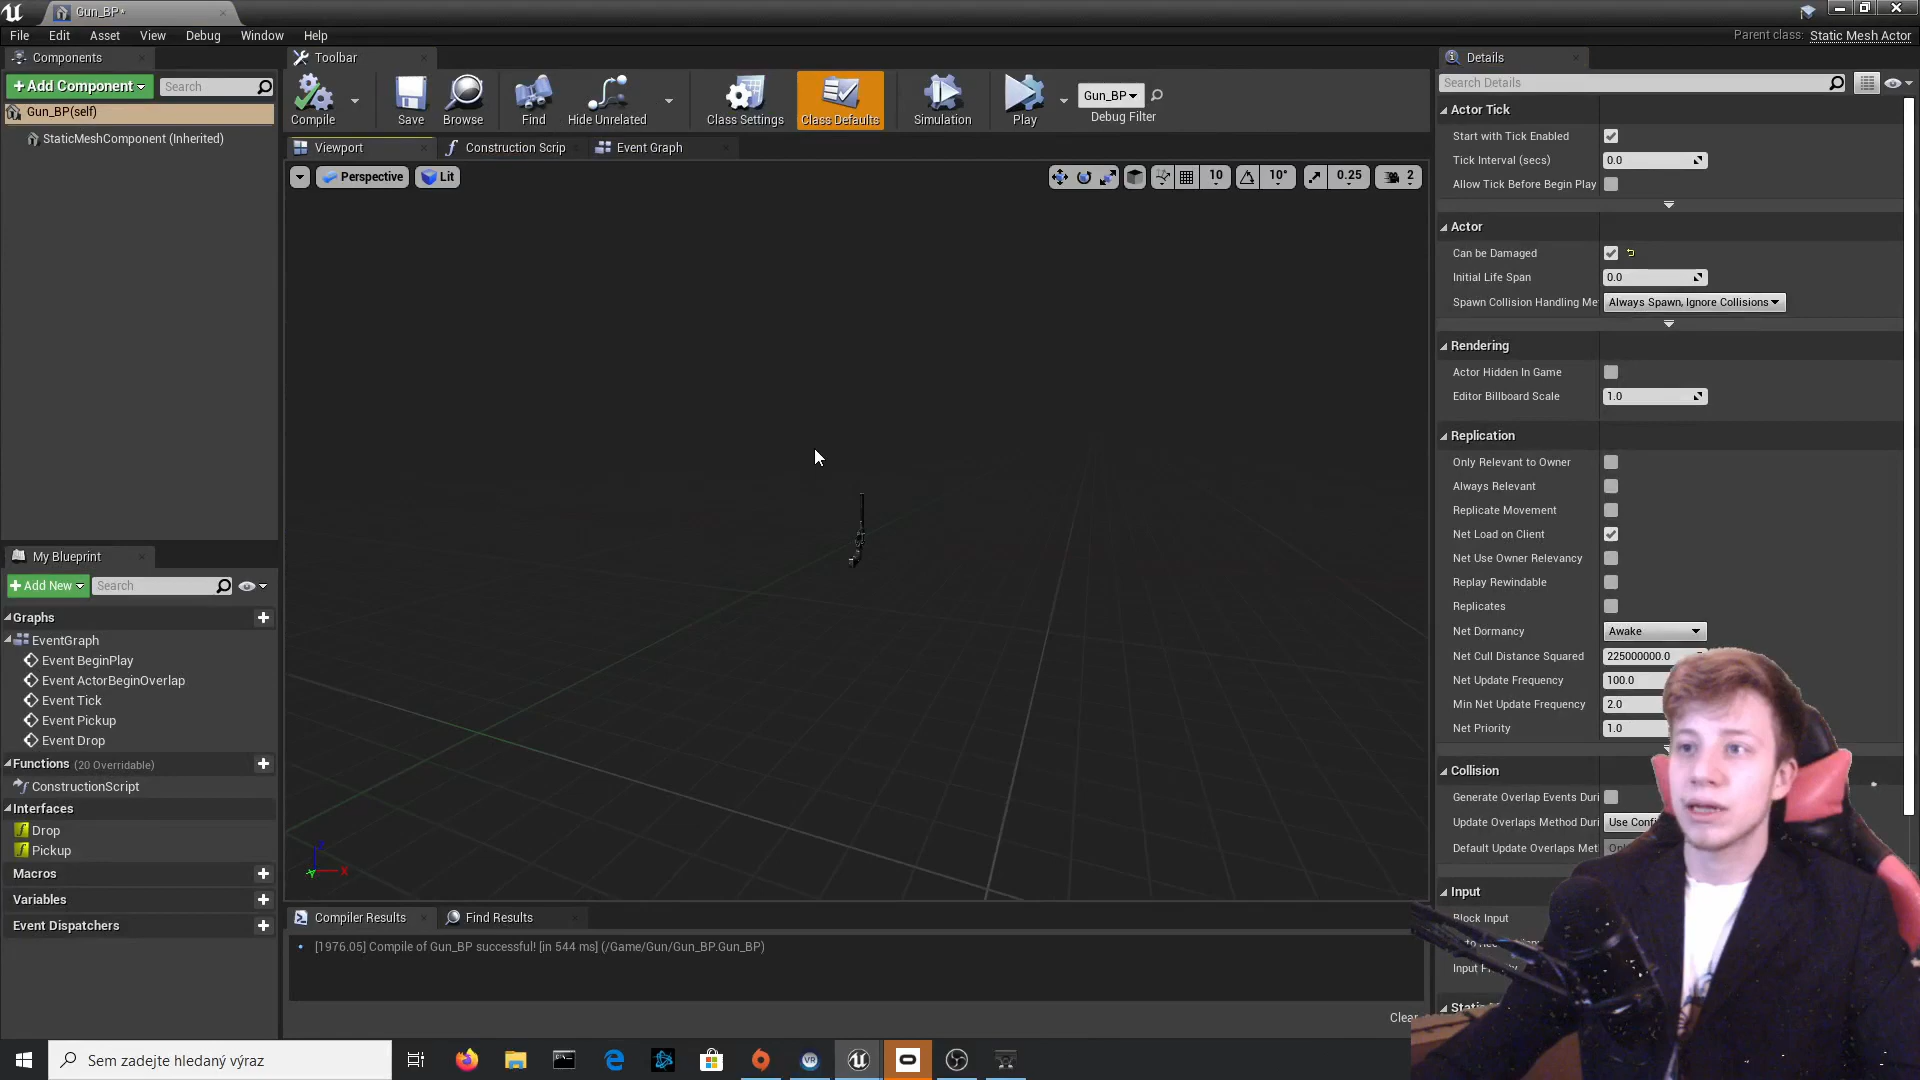 Gun_BP*
File Edit Asset View Debug Window Help
Parent class: Static Mesh Actor
Components
+ Add Component
Search
Gun_BP(self)
StaticMeshComponent (Inherited)
Toolbar
Compile
Save
Browse
Find
Hide Unrelated
Class Settings
Class Defaults
Simulation
Play
Gun_BP
Debug Filter
Viewport
Construction Scrip
Event Graph
Perspective
Lit
10
10°
0.25
2
My Blueprint
+ Add New
Search
Graphs
EventGraph
Event BeginPlay
Event ActorBeginOverlap
Event Tick
Event Pickup
Event Drop
Functions (20 Overridable)
ConstructionScript
Interfaces
Drop
Pickup
Macros
Variables
Event Dispatchers
Compiler Results
Find Results
[1976.05] Compile of Gun_BP successful! [in 544 ms] (/Game/Gun/Gun_BP.Gun_BP)
Clear
Details
Search Details
Actor Tick
Start with Tick Enabled
Tick Interval (secs) 0.0
Allow Tick Before Begin Play
Actor
Can be Damaged
Initial Life Span 0.0
Spawn Collision Handling Me Always Spawn, Ignore Collisions
Rendering
Actor Hidden In Game
Editor Billboard Scale 1.0
Replication
Only Relevant to Owner
Always Relevant
Replicate Movement
Net Load on Client
Net Use Owner Relevancy
Replay Rewindable
Replicates
Net Dormancy Awake
Net Cull Distance Squared 225000000.0
Net Update Frequency 100.0
Min Net Update Frequency 2.0
Net Priority 1.0
Collision
Generate Overlap Events Duri
Update Overlaps Method Duri Use Confi
Default Update Overlaps Met
Input
Block Input
Input Priority
Sem zadejte hledaný výraz